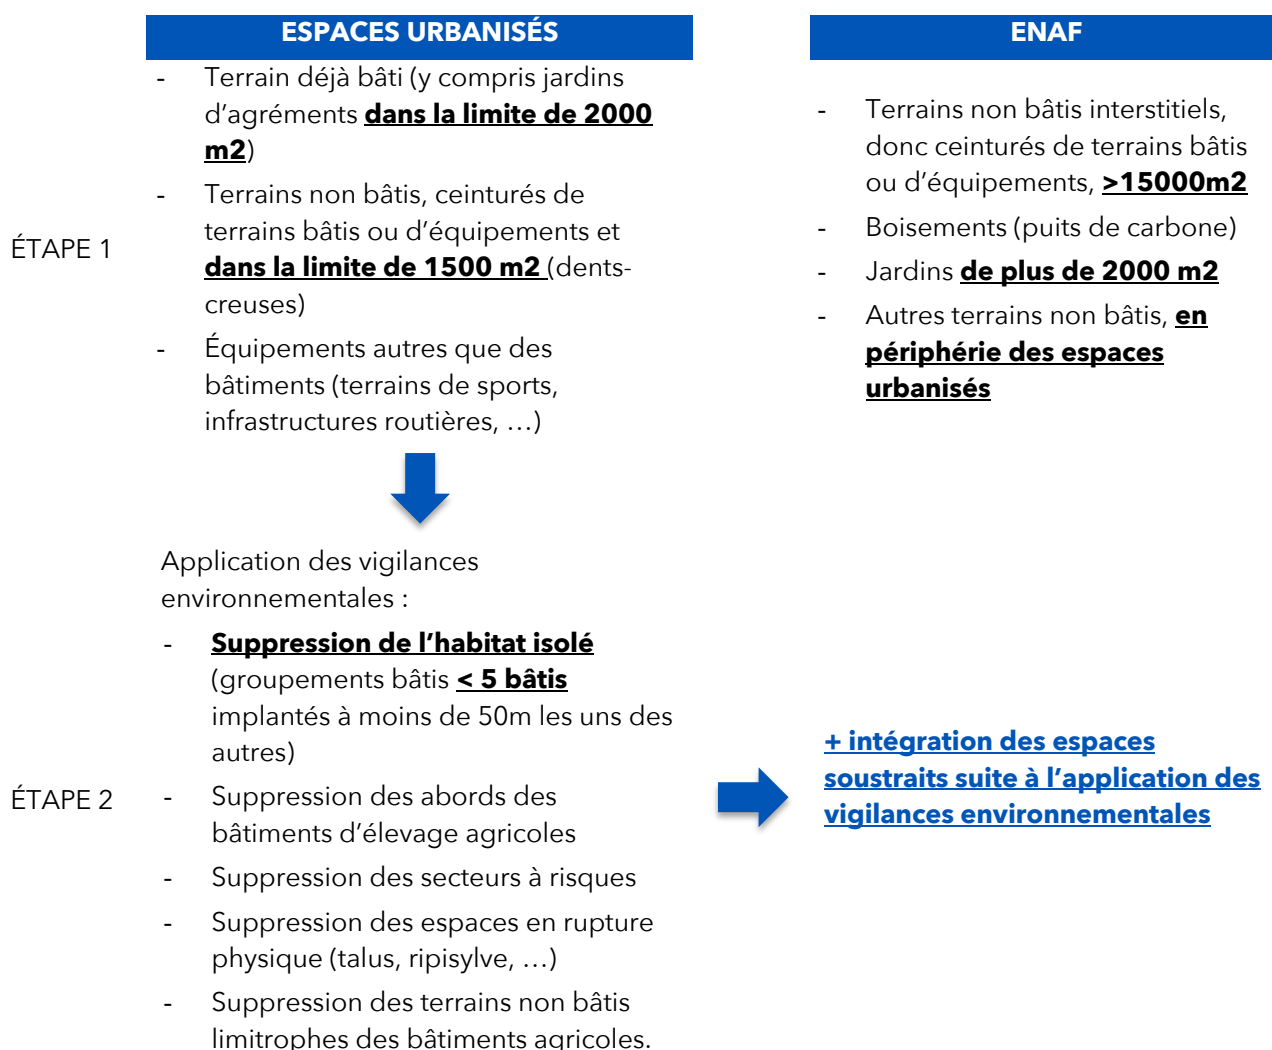 ESPACES URBANISÉS
ENAF
ÉTAPE 1
- Terrain déjà bâti (y compris jardins
d’agréments dans la limite de 2000
m2)
- Terrains non bâtis, ceinturés de
terrains bâtis ou d’équipements et
dans la limite de 1500 m2 (dents-
creuses)
- Équipements autres que des
bâtiments (terrains de sports,
infrastructures routières, …)
- Terrains non bâtis interstitiels,
donc ceinturés de terrains bâtis
ou d’équipements, >15000m2
- Boisements (puits de carbone)
- Jardins de plus de 2000 m2
- Autres terrains non bâtis, en
périphérie des espaces
urbanisés
ÉTAPE 2
Application des vigilances
environnementales :
- Suppression de l’habitat isolé
(groupements bâtis < 5 bâtis
implantés à moins de 50m les uns des
autres)
- Suppression des abords des
bâtiments d’élevage agricoles
- Suppression des secteurs à risques
- Suppression des espaces en rupture
physique (talus, ripisylve, …)
- Suppression des terrains non bâtis
limitrophes des bâtiments agricoles.
+ intégration des espaces
soustraits suite à l’application des
vigilances environnementales